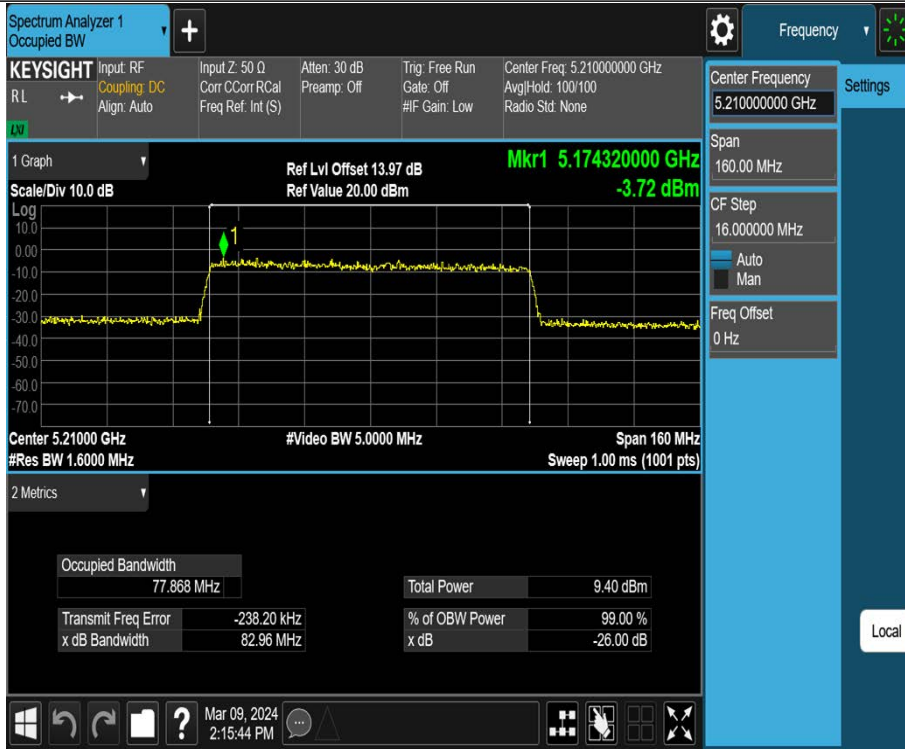 Spectrum Analyzer 1
Occupied BW
+
Frequency
KEYSIGHT
RL
LXI
Input: RF
Coupling: DC
Align: Auto
Input Z: 50 Ω
Corr CCorr RCal
Freq Ref: Int (S)
Atten: 30 dB
Preamp: Off
Trig: Free Run
Gate: Off
#IF Gain: Low
Center Freq: 5.210000000 GHz
Avg|Hold: 100/100
Radio Std: None
Center Frequency
5.210000000 GHz
Settings
Span
160.00 MHz
CF Step
16.000000 MHz
Auto
Man
Freq Offset
0 Hz
1 Graph
Scale/Div 10.0 dB
Ref Lvl Offset 13.97 dB
Ref Value 20.00 dBm
Mkr1 5.174320000 GHz
-3.72 dBm
Log
1
10.0
0.00
-10.0
-20.0
-30.0
-40.0
-50.0
-60.0
-70.0
Center 5.21000 GHz
#Res BW 1.6000 MHz
#Video BW 5.0000 MHz
Span 160 MHz
Sweep 1.00 ms (1001 pts)
2 Metrics
Occupied Bandwidth
77.868 MHz
Total Power 9.40 dBm
Transmit Freq Error -238.20 kHz
% of OBW Power 99.00 %
x dB Bandwidth 82.96 MHz
x dB -26.00 dB
Local
?
Mar 09, 2024
2:15:44 PM